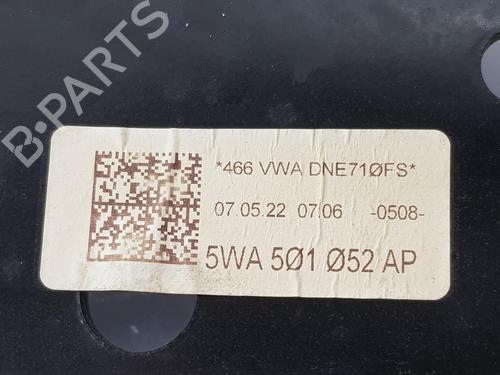 B-PARTS
*466 VWA DNE71ØFS*
07.05.22 07:06 -0508-
5WA 5Ø1 Ø52 AP